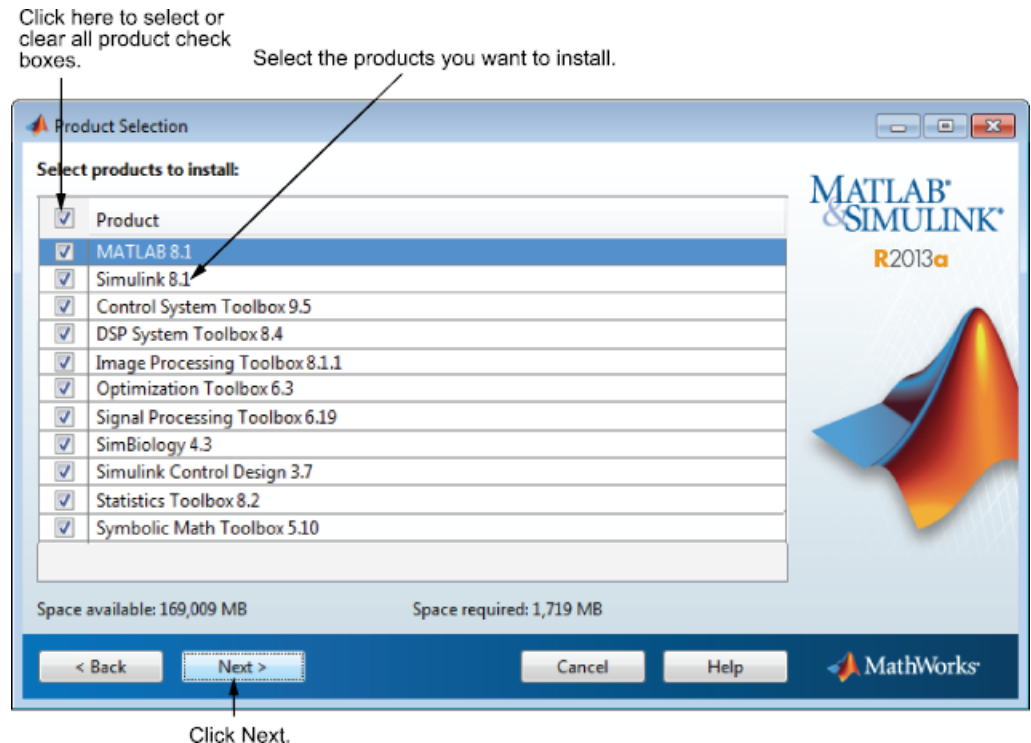 Click here to select or
clear all product check
boxes.
Select the products you want to install.
Product Selection
Select products to install:
Product
MATLAB 8.1
Simulink 8.1
Control System Toolbox 9.5
DSP System Toolbox 8.4
Image Processing Toolbox 8.1.1
Optimization Toolbox 6.3
Signal Processing Toolbox 6.19
SimBiology 4.3
Simulink Control Design 3.7
Statistics Toolbox 8.2
Symbolic Math Toolbox 5.10
MATLAB®
&SIMULINK®
R2013a
Space available: 169,009 MB
Space required: 1,719 MB
< Back
Next >
Cancel
Help
MathWorks®
Click Next.